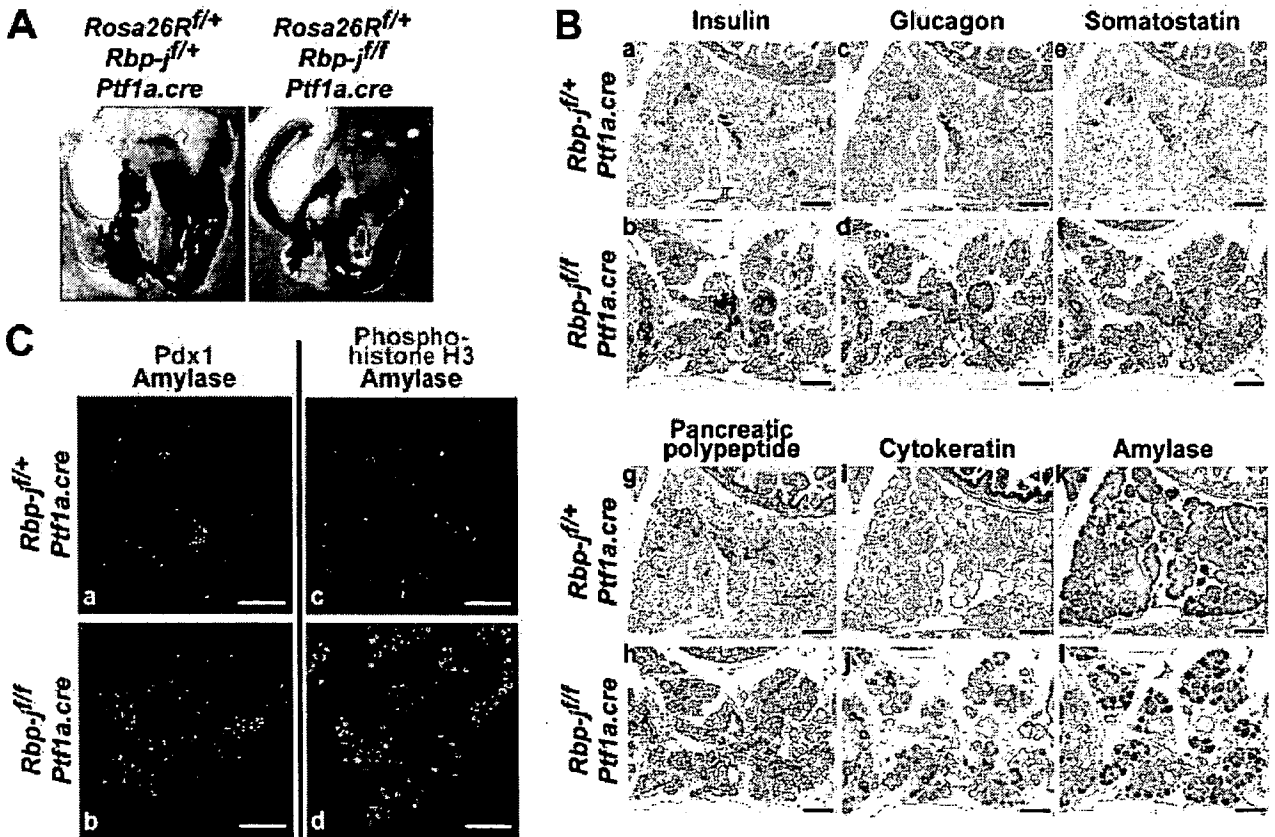 A
Rosa26R^f/+
Rbp-j^f/+
Ptf1a.cre
Rosa26R^f/+
Rbp-j^f/f
Ptf1a.cre
B
Insulin
Glucagon
Somatostatin
Rbp-j^f/+
Ptf1a.cre
a
c
e
Rbp-j^f/f
Ptf1a.cre
b
d
f
Pancreatic
polypeptide
Cytokeratin
Amylase
Rbp-j^f/+
Ptf1a.cre
g
i
k
Rbp-j^f/f
Ptf1a.cre
h
j
l
C
Pdx1
Amylase
Phospho-
histone H3
Amylase
Rbp-j^f/+
Ptf1a.cre
a
c
Rbp-j^f/f
Ptf1a.cre
b
d